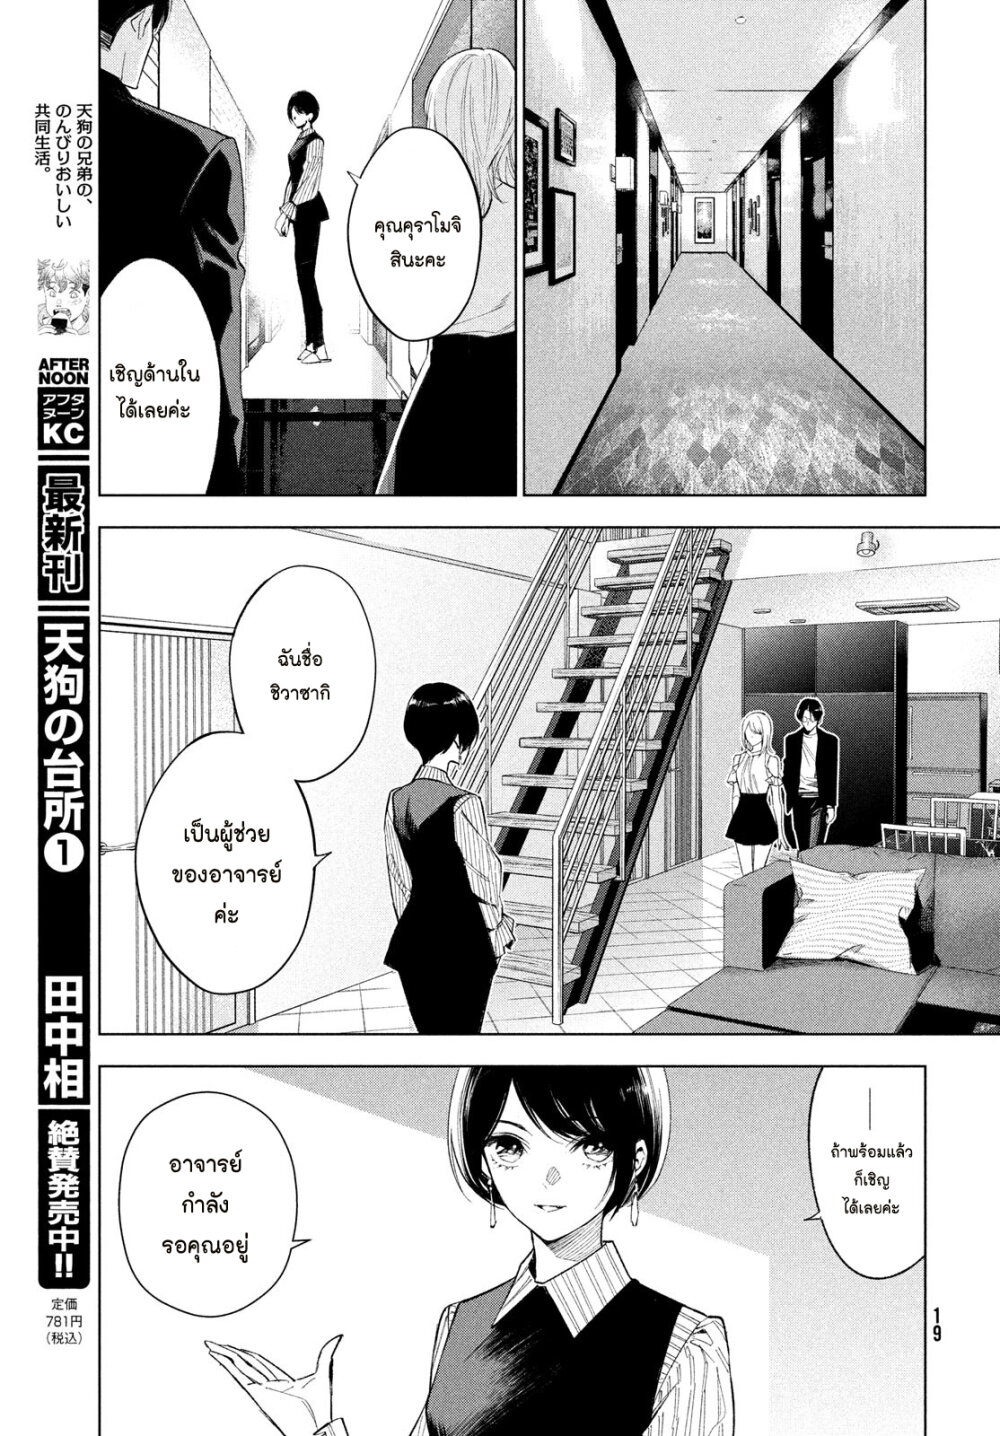 คุณคุราโมจิ
สินะคะ
เชิญด้านใน
ได้เลยค่ะ
ฉันชื่อ
ชิวาซากิ
เป็นผู้ช่วย
ของอาจารย์
ค่ะ
ถ้าพร้อมแล้ว
ก็เชิญ
ได้เลยค่ะ
อาจารย์
กำลัง
รอคุณอยู่
19
天狗の兄弟の、
のんびりおいしい
共同生活。
AFTER
NOON
アフタ
ヌーン
KC
最新刊
天狗の台所❶
田中相
絶賛発売中!!
定価
781円
(税込)